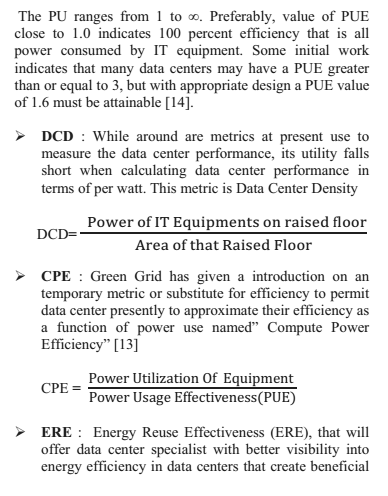 The PU ranges from 1 to ∞. Preferably, value of PUE
close to 1.0 indicates 100 percent efficiency that is all
power consumed by IT equipment. Some initial work
indicates that many data centers may have a PUE greater
than or equal to 3, but with appropriate design a PUE value
of 1.6 must be attainable [14].
➢ DCD : While around are metrics at present use to
measure the data center performance, its utility falls
short when calculating data center performance in
terms of per watt. This metric is Data Center Density
Power of IT Equipments on raised floor
DCD=
Area of that Raised Floor
➢ CPE : Green Grid has given a introduction on an
temporary metric or substitute for efficiency to permit
data center presently to approximate their efficiency as
a function of power use named” Compute Power
Efficiency” [13]
Power Utilization Of Equipment
CPE =
Power Usage Effectiveness(PUE)
➢ ERE : Energy Reuse Effectiveness (ERE), that will
offer data center specialist with better visibility into
energy efficiency in data centers that create beneficial